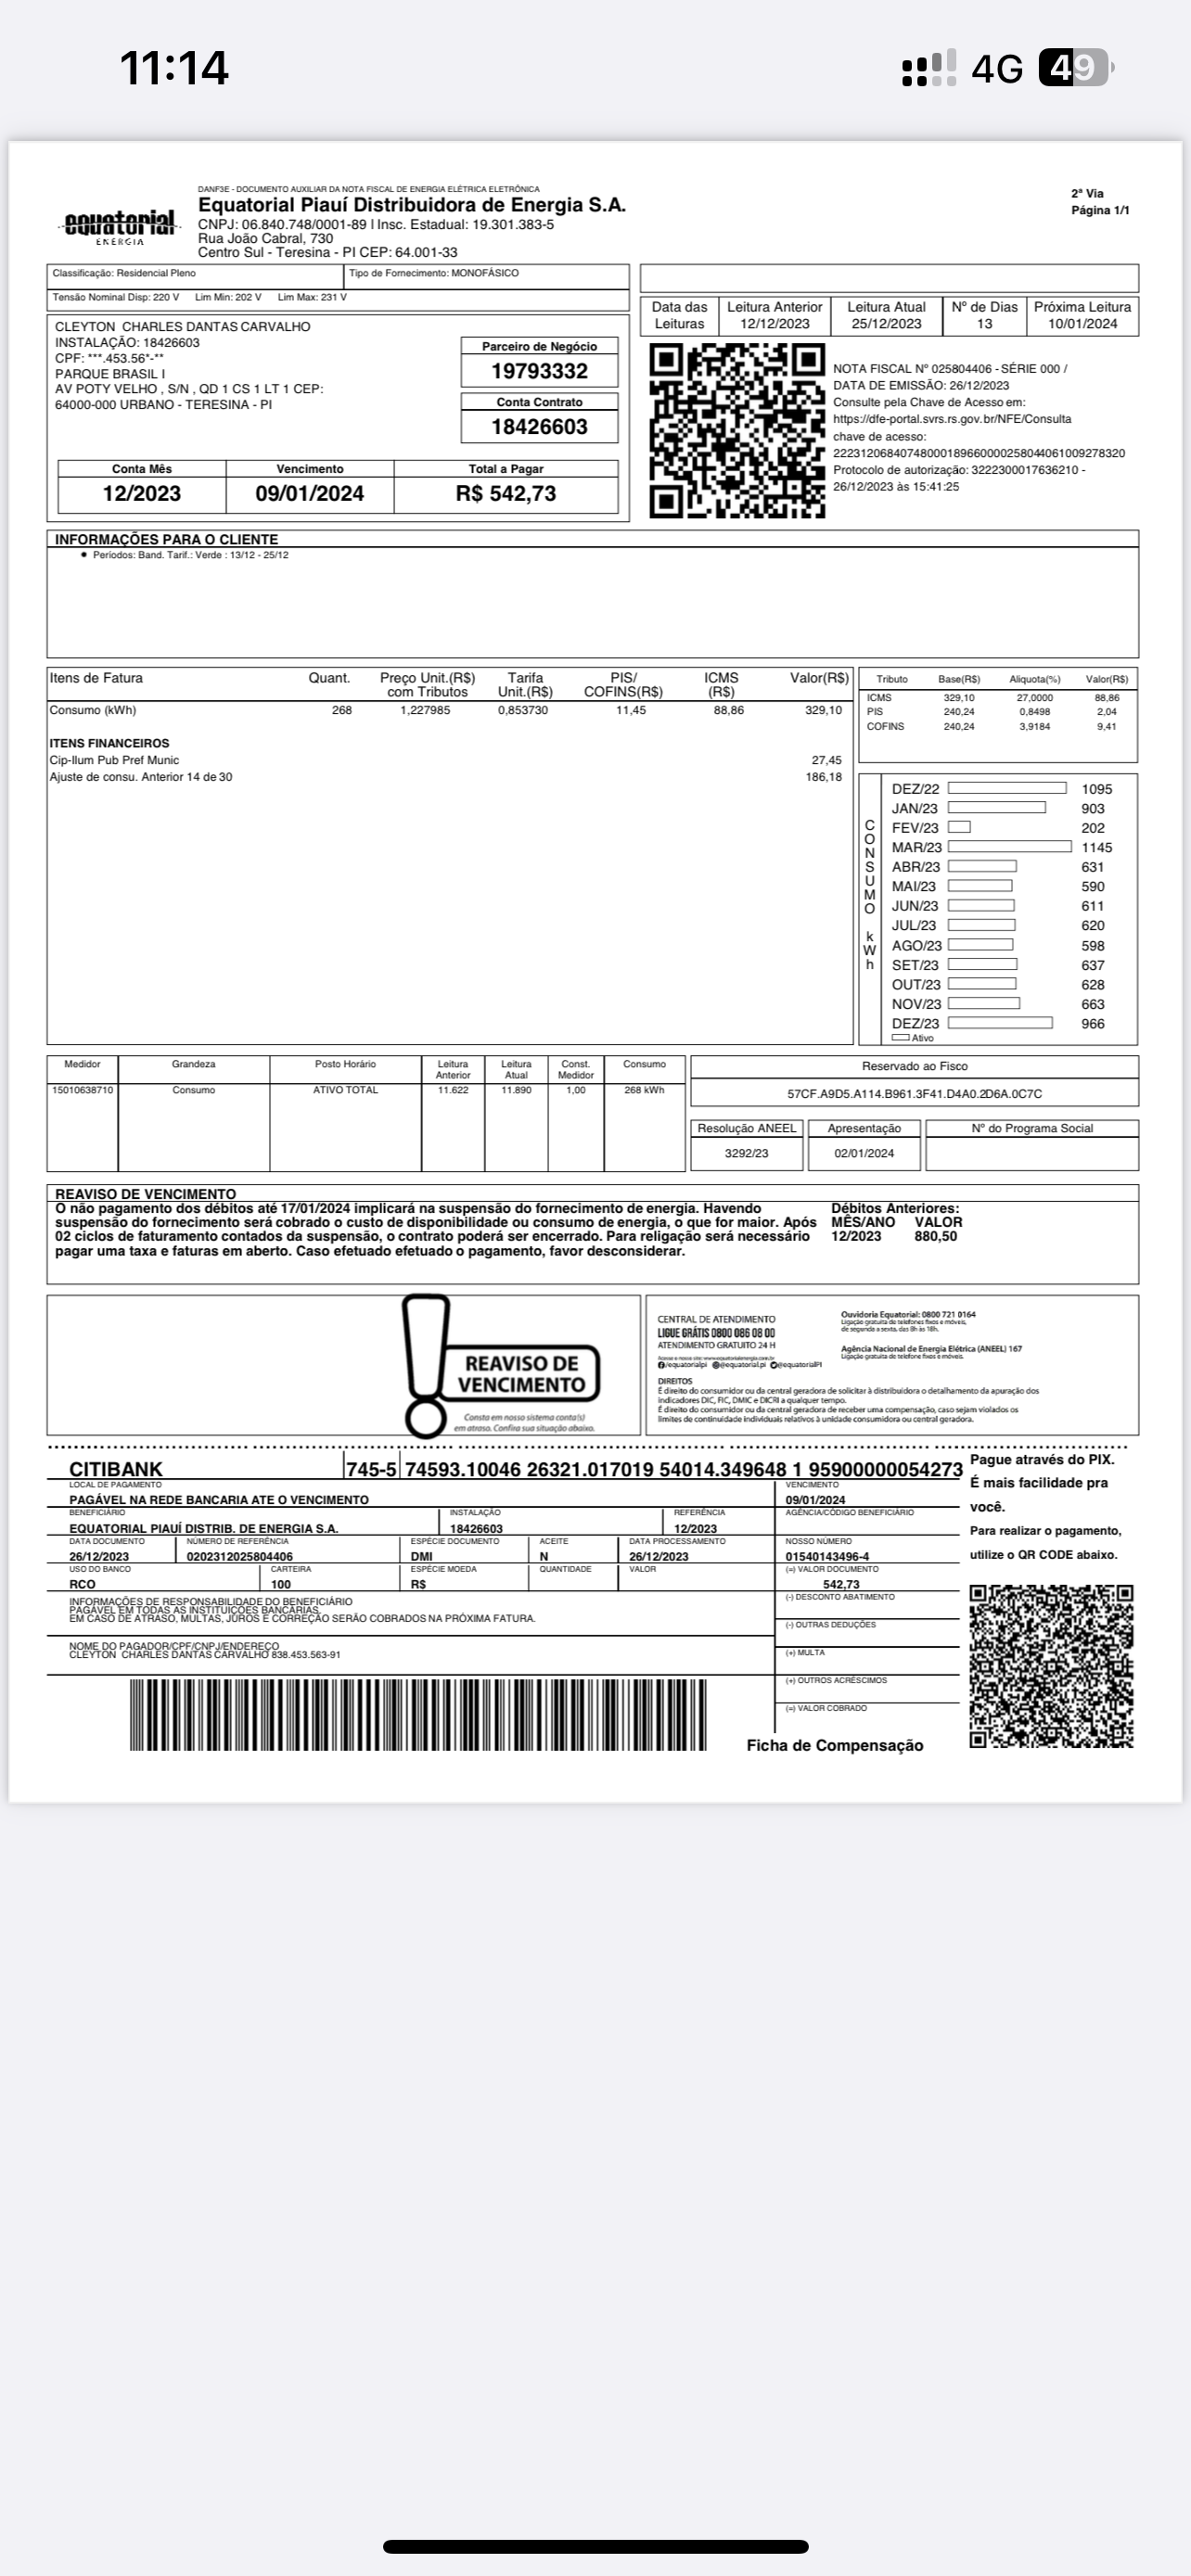 11:14
4G 49
DANF3E - DOCUMENTO AUXILIAR DA NOTA FISCAL DE ENERGIA ELÉTRICA ELETRÔNICA
Equatorial Piauí Distribuidora de Energia S.A.
CNPJ: 06.840.748/0001-89 | Insc. Estadual: 19.301.383-5
Rua João Cabral, 730
Centro Sul - Teresina - PI CEP: 64.001-33
equatorial
ENERGIA
2ª Via
Página 1/1
Classificação: Residencial Pleno
Tipo de Fornecimento: MONOFÁSICO
Tensão Nominal Disp: 220 V Lim Min: 202 V Lim Max: 231 V
Data das Leituras
Leitura Anterior 12/12/2023
Leitura Atual 25/12/2023
Nº de Dias 13
Próxima Leitura 10/01/2024
CLEYTON CHARLES DANTAS CARVALHO
INSTALAÇÃO: 18426603
CPF: ***.453.56*-**
PARQUE BRASIL I
AV POTY VELHO , S/N , QD 1 CS 1 LT 1 CEP:
64000-000 URBANO - TERESINA - PI
Parceiro de Negócio
19793332
Conta Contrato
18426603
Conta Mês Vencimento Total a Pagar
12/2023 09/01/2024 R$ 542,73
NOTA FISCAL Nº 025804406 - SÉRIE 000 /
DATA DE EMISSÃO: 26/12/2023
Consulte pela Chave de Acesso em:
https://dfe-portal.svrs.rs.gov.br/NFE/Consulta
chave de acesso:
22231206840748000189660000258044061009278320
Protocolo de autorização: 3222300017636210 -
26/12/2023 às 15:41:25
INFORMAÇÕES PARA O CLIENTE
• Períodos: Band. Tarif.: Verde : 13/12 - 25/12
Itens de Fatura Quant. Preço Unit.(R$) com Tributos Tarifa Unit.(R$) PIS/ COFINS(R$) ICMS (R$) Valor(R$)
Consumo (kWh) 268 1,227985 0,853730 11,45 88,86 329,10
ITENS FINANCEIROS
Cip-Ilum Pub Pref Munic 27,45
Ajuste de consu. Anterior 14 de 30 186,18
Tributo Base(R$) Aliquota(%) Valor(R$)
ICMS 329,10 27,0000 88,86
PIS 240,24 0,8498 2,04
COFINS 240,24 3,9184 9,41
CONSUMO kWh
DEZ/22 1095
JAN/23 903
FEV/23 202
MAR/23 1145
ABR/23 631
MAI/23 590
JUN/23 611
JUL/23 620
AGO/23 598
SET/23 637
OUT/23 628
NOV/23 663
DEZ/23 966
Ativo
Medidor Grandeza Posto Horário Leitura Anterior Leitura Atual Const. Medidor Consumo
15010638710 Consumo ATIVO TOTAL 11.622 11.890 1,00 268 kWh
Reservado ao Fisco
57CF.A9D5.A114.B961.3F41.D4A0.2D6A.0C7C
Resolução ANEEL Apresentação Nº do Programa Social
3292/23 02/01/2024
REAVISO DE VENCIMENTO
O não pagamento dos débitos até 17/01/2024 implicará na suspensão do fornecimento de energia. Havendo
suspensão do fornecimento será cobrado o custo de disponibilidade ou consumo de energia, o que for maior. Após
02 ciclos de faturamento contados da suspensão, o contrato poderá ser encerrado. Para religação será necessário
pagar uma taxa e faturas em aberto. Caso efetuado efetuado o pagamento, favor desconsiderar.
Débitos Anteriores:
MÊS/ANO VALOR
12/2023 880,50
REAVISO DE
VENCIMENTO
Consta em nosso sistema conta(s)
em atraso. Confira sua situação abaixo.
CENTRAL DE ATENDIMENTO
LIGUE GRÁTIS 0800 086 08 00
ATENDIMENTO GRATUITO 24 H
Acesse o nosso site: www.equatorialenergia.com.br
/equatorialpi @equatorial.pi @equatorialPI
Ouvidoria Equatorial: 0800 721 0164
Ligação gratuita de telefones fixos e móveis,
de segunda a sexta, das 8h às 18h.
Agência Nacional de Energia Elétrica (ANEEL) 167
Ligação gratuita de telefone fixos e móveis.
DIREITOS
É direito do consumidor ou da central geradora de solicitar à distribuidora o detalhamento da apuração dos
indicadores DIC, FIC, DMIC e DICRI a qualquer tempo.
É direito do consumidor ou da central geradora de receber uma compensação, caso sejam violados os
limites de continuidade individuais relativos à unidade consumidora ou central geradora.
CITIBANK 745-5 74593.10046 26321.017019 54014.349648 1 95900000054273
LOCAL DE PAGAMENTO
PAGÁVEL NA REDE BANCARIA ATE O VENCIMENTO
VENCIMENTO
09/01/2024
BENEFICIÁRIO INSTALAÇÃO REFERÊNCIA AGÊNCIA/CÓDIGO BENEFICIÁRIO
EQUATORIAL PIAUÍ DISTRIB. DE ENERGIA S.A. 18426603 12/2023
DATA DOCUMENTO NÚMERO DE REFERÊNCIA ESPÉCIE DOCUMENTO ACEITE DATA PROCESSAMENTO NOSSO NÚMERO
26/12/2023 0202312025804406 DMI N 26/12/2023 01540143496-4
USO DO BANCO CARTEIRA ESPÉCIE MOEDA QUANTIDADE VALOR (=) VALOR DOCUMENTO
RCO 100 R$ 542,73
INFORMAÇÕES DE RESPONSABILIDADE DO BENEFICIÁRIO
PAGÁVEL EM TODAS AS INSTITUIÇÕES BANCÁRIAS.
EM CASO DE ATRASO, MULTAS, JUROS E CORREÇÃO SERÃO COBRADOS NA PRÓXIMA FATURA.
(-) DESCONTO ABATIMENTO
(-) OUTRAS DEDUÇÕES
(+) MULTA
(+) OUTROS ACRÉSCIMOS
(=) VALOR COBRADO
NOME DO PAGADOR/CPF/CNPJ/ENDEREÇO
CLEYTON CHARLES DANTAS CARVALHO 838.453.563-91
Ficha de Compensação
Pague através do PIX.
É mais facilidade pra
você.
Para realizar o pagamento,
utilize o QR CODE abaixo.